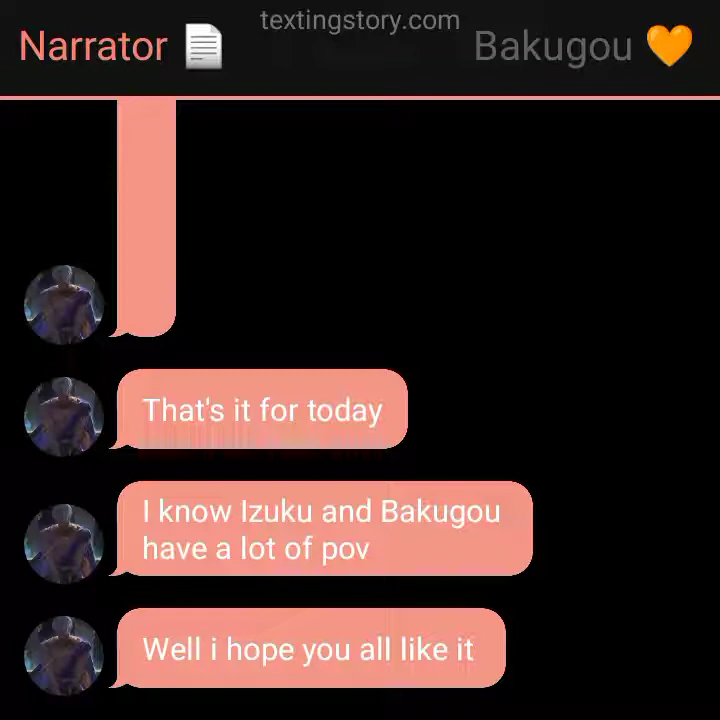 textingstory.com
Narrator 📄
Bakugou 🧡
That's it for today
I know Izuku and Bakugou
have a lot of pov
Well i hope you all like it